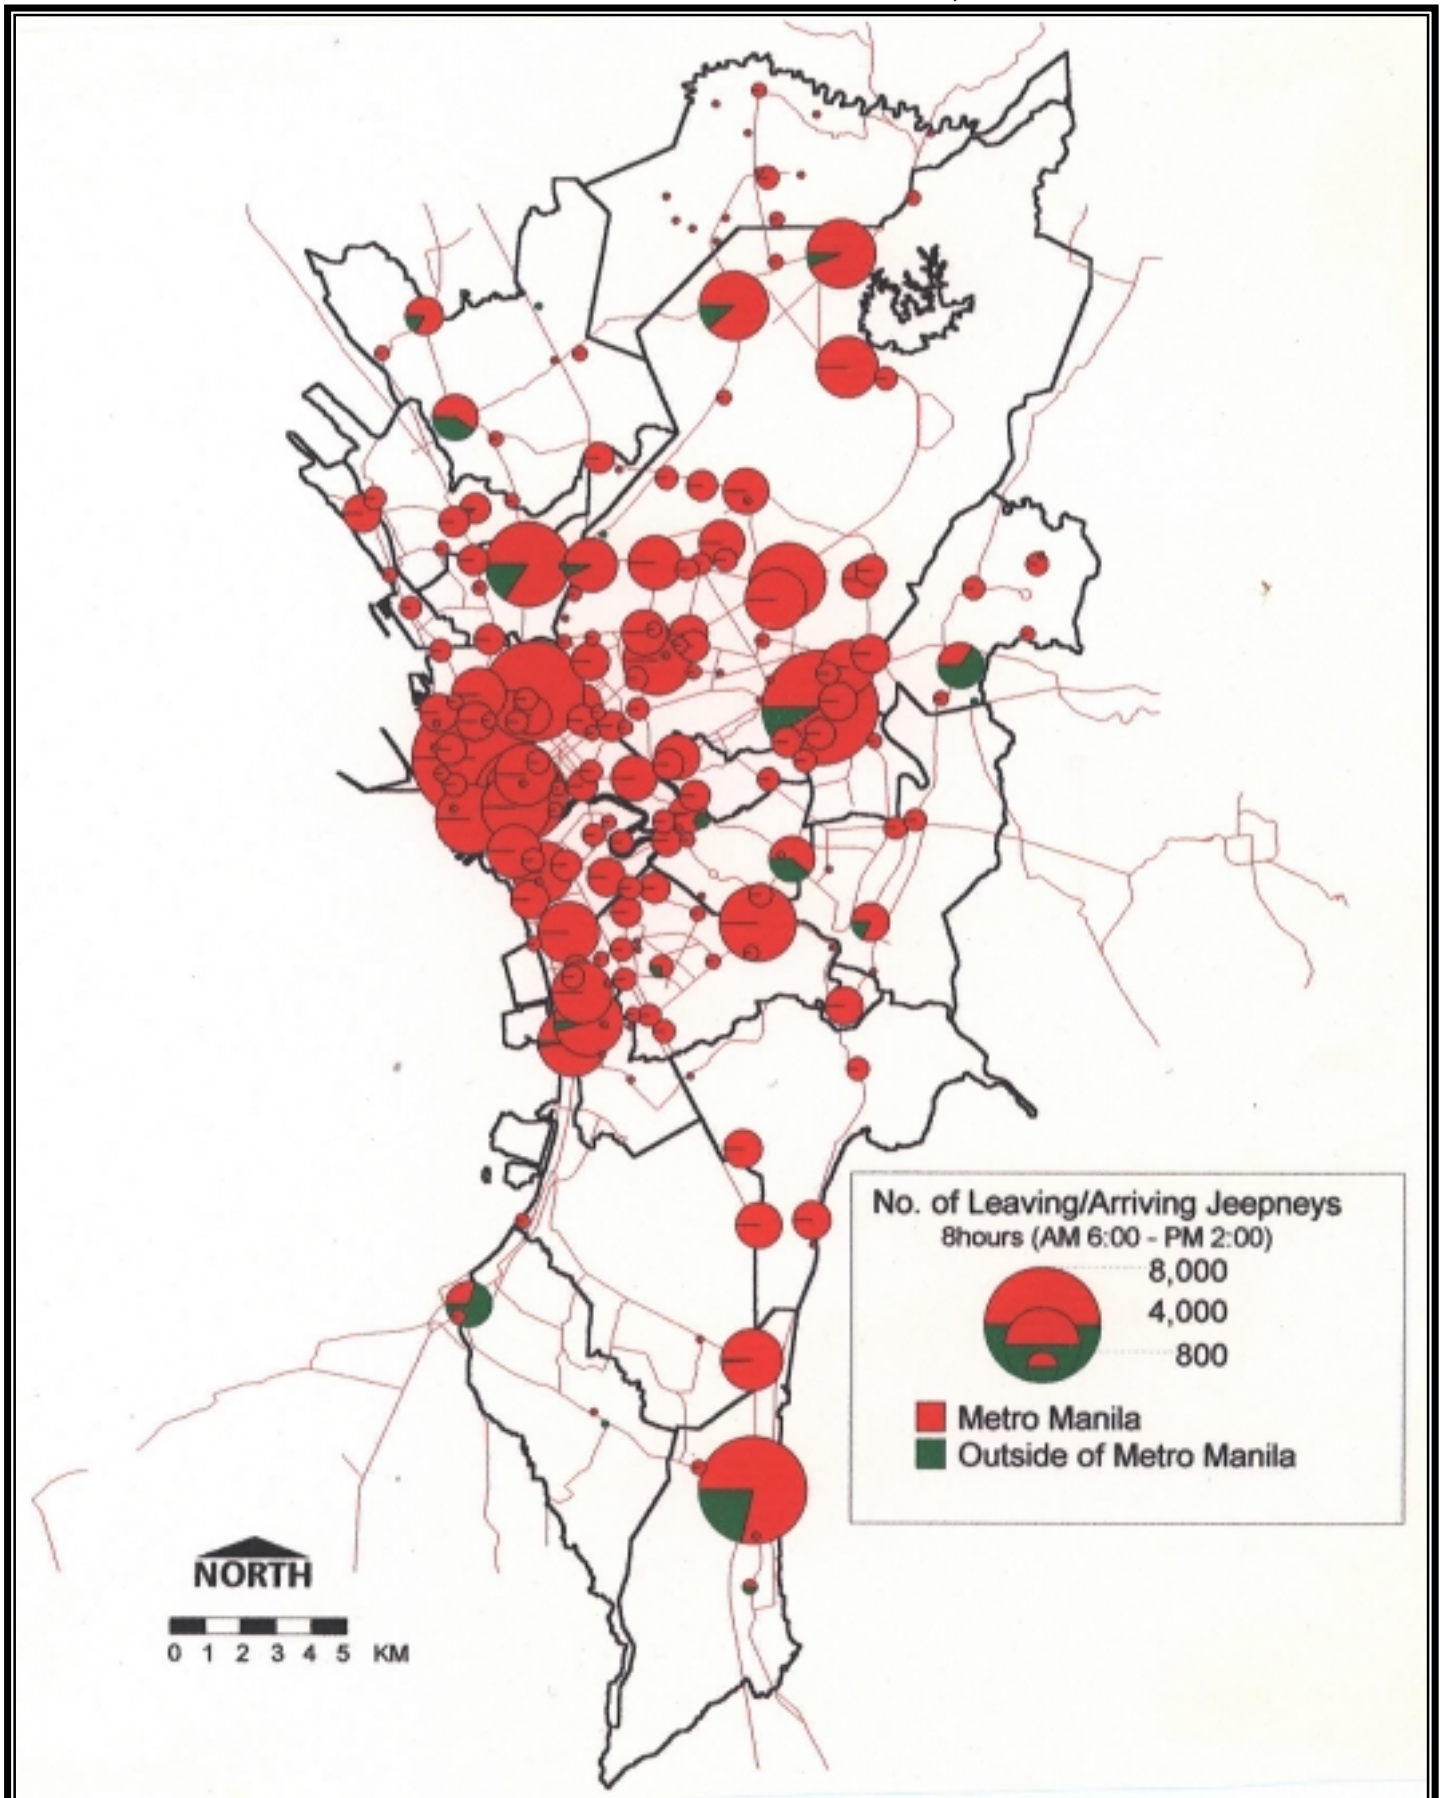 No. of Leaving/Arriving Jeepneys
8hours (AM 6:00 - PM 2:00)
8,000
4,000
800
Metro Manila
Outside of Metro Manila
NORTH
0 1 2 3 4 5 KM